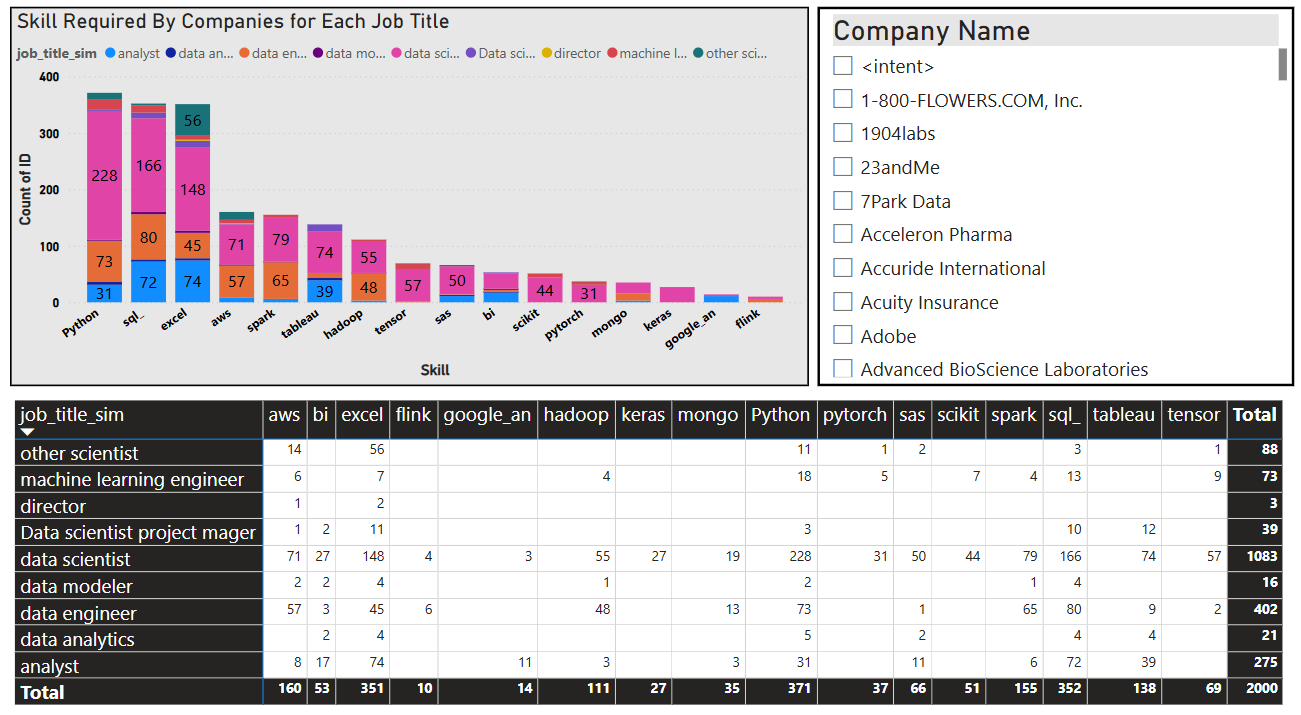 Skill Required By Companies for Each Job Title
job_title_sim analyst data an... data en... data mo... data sci... Data sci... director machine l... other sci...
400
300
200
100
0
Count of ID
228
73
31
166
80
72
56
148
45
74
71
57
79
65
74
39
55
48
57
50
44
31
Python sql_ excel aws spark tableau hadoop tensor sas bi scikit pytorch mongo keras google_an flink
Skill
Company Name
<intent>
1-800-FLOWERS.COM, Inc.
1904labs
23andMe
7Park Data
Acceleron Pharma
Accuride International
Acuity Insurance
Adobe
Advanced BioScience Laboratories
job_title_sim aws bi excel flink google_an hadoop keras mongo Python pytorch sas scikit spark sql_ tableau tensor Total
other scientist 14 56 11 1 2 3 1 88
machine learning engineer 6 7 4 18 5 7 4 13 9 73
director 1 2 3
Data scientist project mager 1 2 11 3 10 12 39
data scientist 71 27 148 4 3 55 27 19 228 31 50 44 79 166 74 57 1083
data modeler 2 2 4 1 2 1 4 16
data engineer 57 3 45 6 48 13 73 1 65 80 9 2 402
data analytics 2 4 5 2 4 4 21
analyst 8 17 74 11 3 3 31 11 6 72 39 275
Total 160 53 351 10 14 111 27 35 371 37 66 51 155 352 138 69 2000